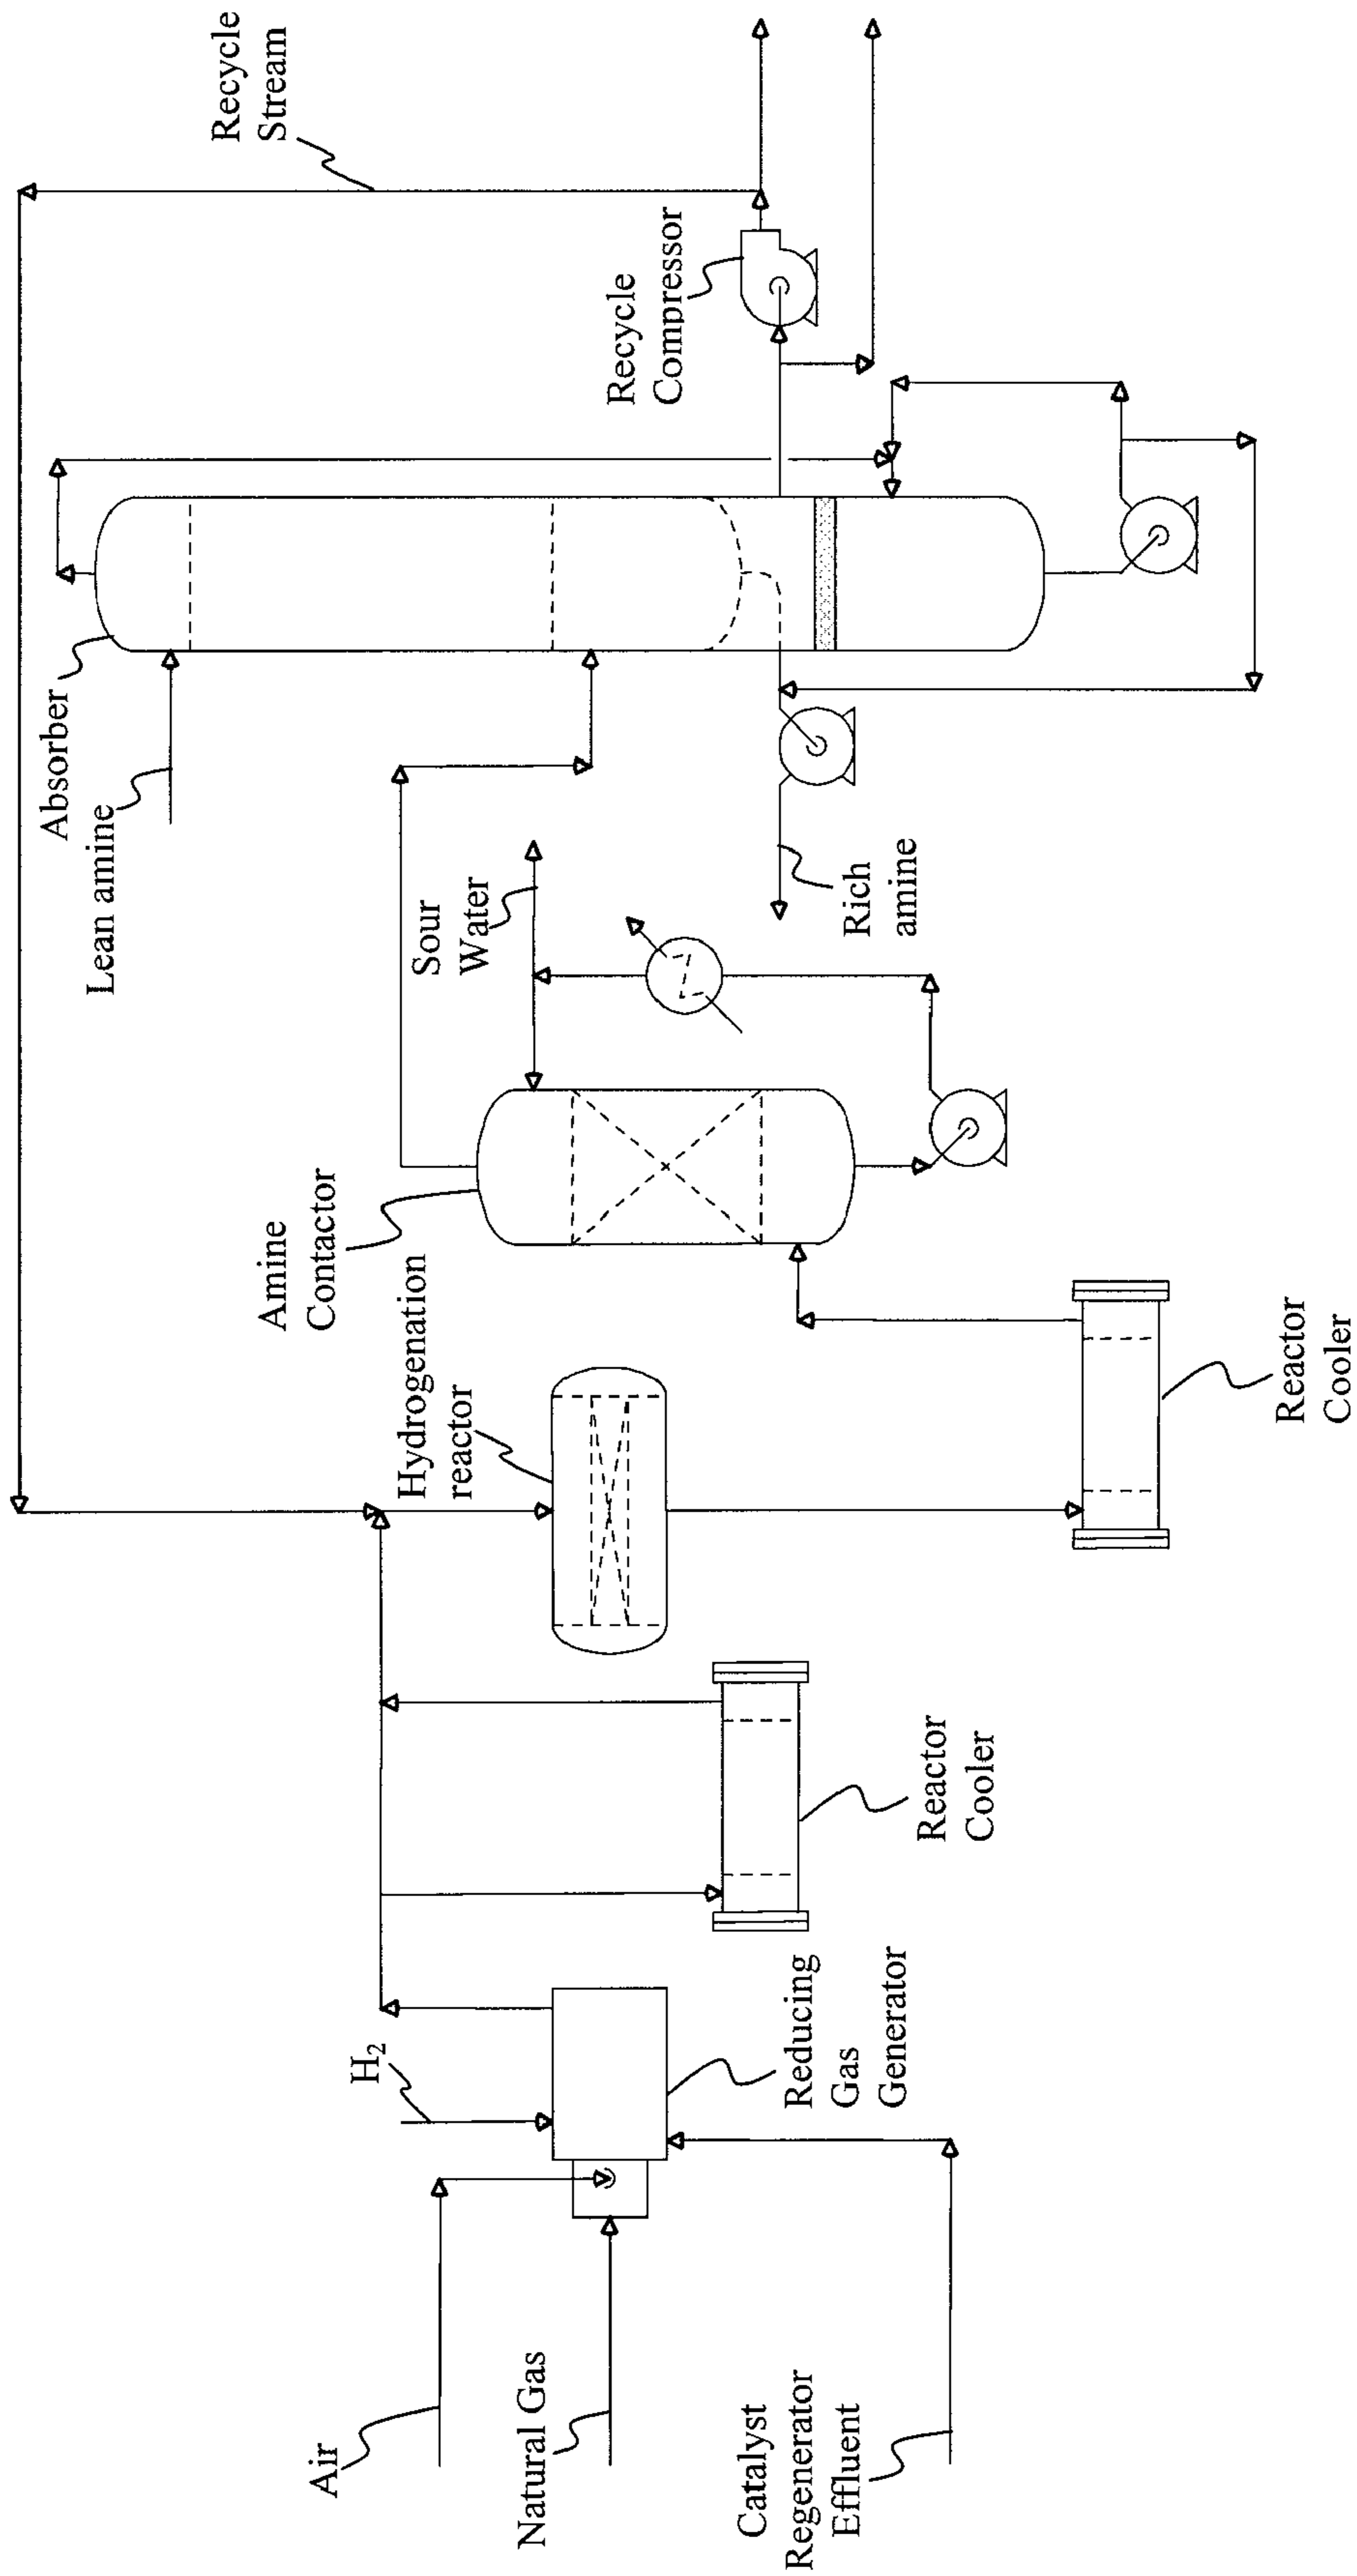 Recycle
Stream
Absorber
Lean amine
Recycle
Compressor
Sour
Water
Rich
amine
Amine
Contactor
Hydrogenation
reactor
Reactor
Cooler
Reactor
Cooler
H₂
Reducing
Gas
Generator
Air
Natural Gas
Catalyst
Regenerator
Effluent